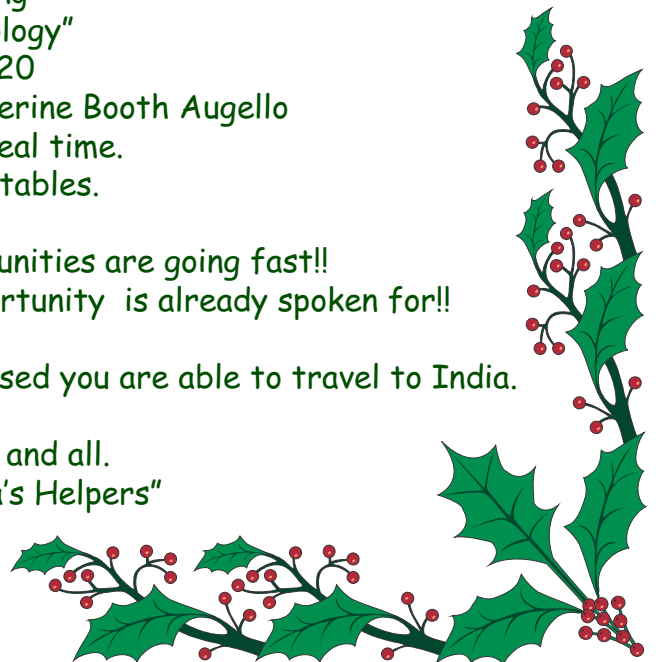 ology”
20
erine Booth Augello
eal time.
tables.
unities are going fast!!
rtunity  is already spoken for!!
sed you are able to travel to India.
and all.
’s Helpers”